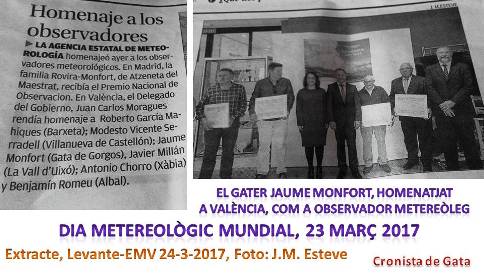 Homenaje a los
observadores
▶ LA AGENCIA ESTATAL DE METEO-
ROLOGÍA homenajeó ayer a los obser-
vadores meteorológicos. En Madrid, la
familia Rovira-Monfort, de Atzeneta del
Maestrat, recibía el Premio Nacional de
Observacion. En València, el Delegado
del Gobierno, Juan Carlos Moragues
rendía homenaje a Roberto García Ma-
hiques (Barxeta); Modesto Vicente Se-
rradell (Villanueva de Castellón); Jaume
Monfort (Gata de Gorgos), Javier Millán
(La Vall d'Uixó); Antonio Chorro (Xàbia)
y Benjamín Romeu (Albal).
J. M. ESTEVE
EL GATER JAUME MONFORT, HOMENATJAT
A VALÈNCIA, COM A OBSERVADOR METEREÒLEG
DIA METEREOLÒGIC MUNDIAL, 23 MARÇ 2017
Extracte, Levante-EMV 24-3-2017, Foto: J.M. Esteve
Cronista de Gata